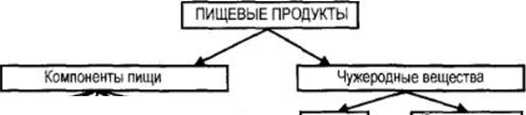 ПИЩЕВЫЕ ПРОДУКТЫ
Компоненты пищи
Чужеродные вещества